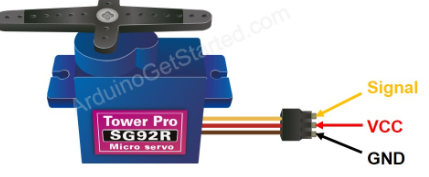 ArduinoGetStarted.com
Tower Pro
SG92R
Micro servo
Signal
VCC
GND